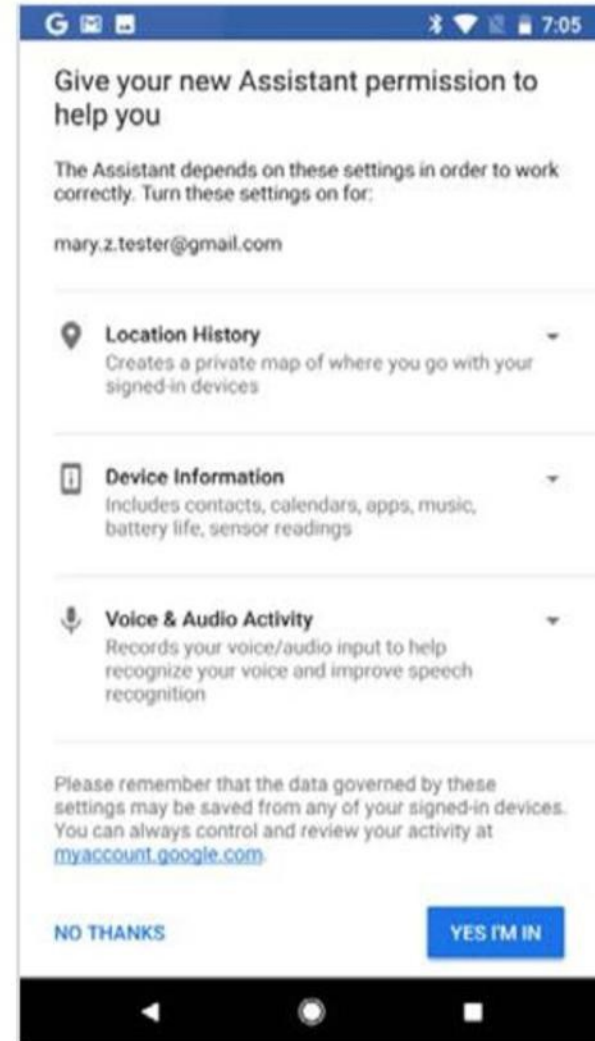 G 7:05
Give your new Assistant permission to
help you
The Assistant depends on these settings in order to work
correctly. Turn these settings on for:
mary.z.tester@gmail.com
Location History
Creates a private map of where you go with your
signed-in devices
Device Information
Includes contacts, calendars, apps, music,
battery life, sensor readings
Voice & Audio Activity
Records your voice/audio input to help
recognize your voice and improve speech
recognition
Please remember that the data governed by these
settings may be saved from any of your signed-in devices.
You can always control and review your activity at
myaccount.google.com.
NO THANKS YES I'M IN